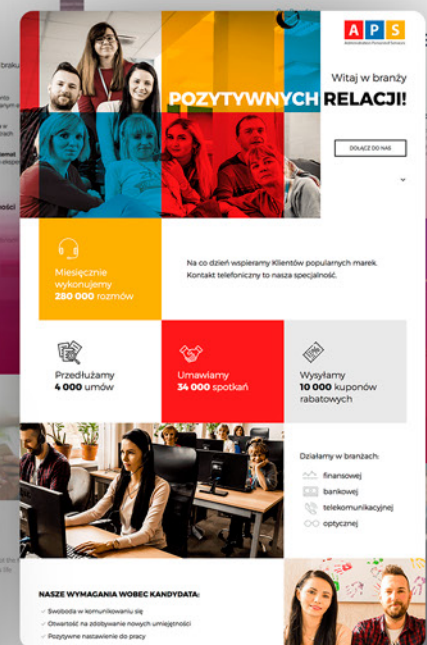 APS
Witaj w branży
POZYTYWNYCH RELACJI!
DOŁĄCZ DO NAS
Miesięcznie
wykonujemy
280 000 rozmów
Na co dzień wspieramy Klientów popularnych marek.
Kontakt telefoniczny to nasza specjalność.
Przedłużamy
4 000 umów
Umawiamy
34 000 spotkań
Wysyłamy
10 000 kuponów
rabatowych
Działamy w branżach:
finansowej
bankowej
telekomunikacyjnej
optycznej
NASZE WYMAGANIA WOBEC KANDYDATA:
Swoboda w komunikowaniu się
Otwartość na zdobywanie nowych umiejętności
Pozytywne nastawienie do pracy